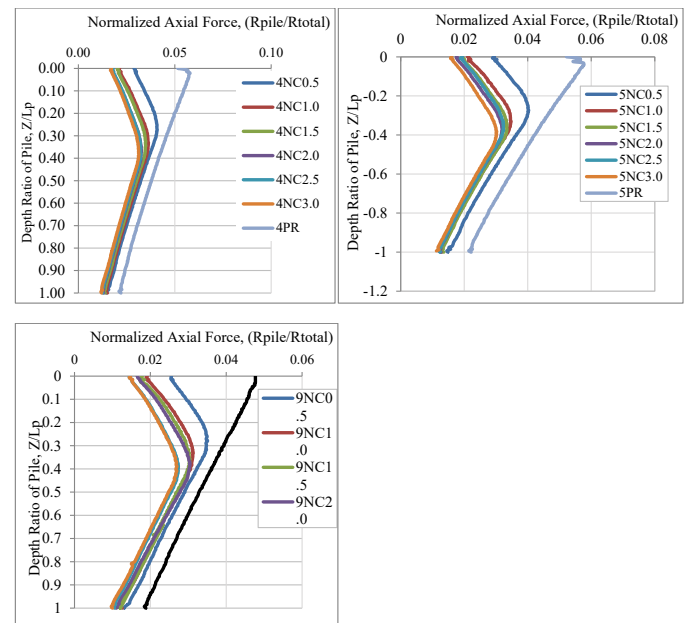 Normalized Axial Force, (Rpile/Rtotal)
0.00 0.05 0.10
Depth Ratio of Pile, Z/Lp
0.00
0.10
0.20
0.30
0.40
0.50
0.60
0.70
0.80
0.90
1.00
4NC0.5
4NC1.0
4NC1.5
4NC2.0
4NC2.5
4NC3.0
4PR
Normalized Axial Force, (Rpile/Rtotal)
0 0.02 0.04 0.06 0.08
Depth Ratio of Pile, Z/Lp
0
-0.2
-0.4
-0.6
-0.8
-1
-1.2
5NC0.5
5NC1.0
5NC1.5
5NC2.0
5NC2.5
5NC3.0
5PR
Normalized Axial Force, (Rpile/Rtotal)
0 0.02 0.04 0.06
Depth Ratio of Pile, Z/Lp
0
0.1
0.2
0.3
0.4
0.5
0.6
0.7
0.8
0.9
1
9NC0
.5
9NC1
.0
9NC1
.5
9NC2
.0